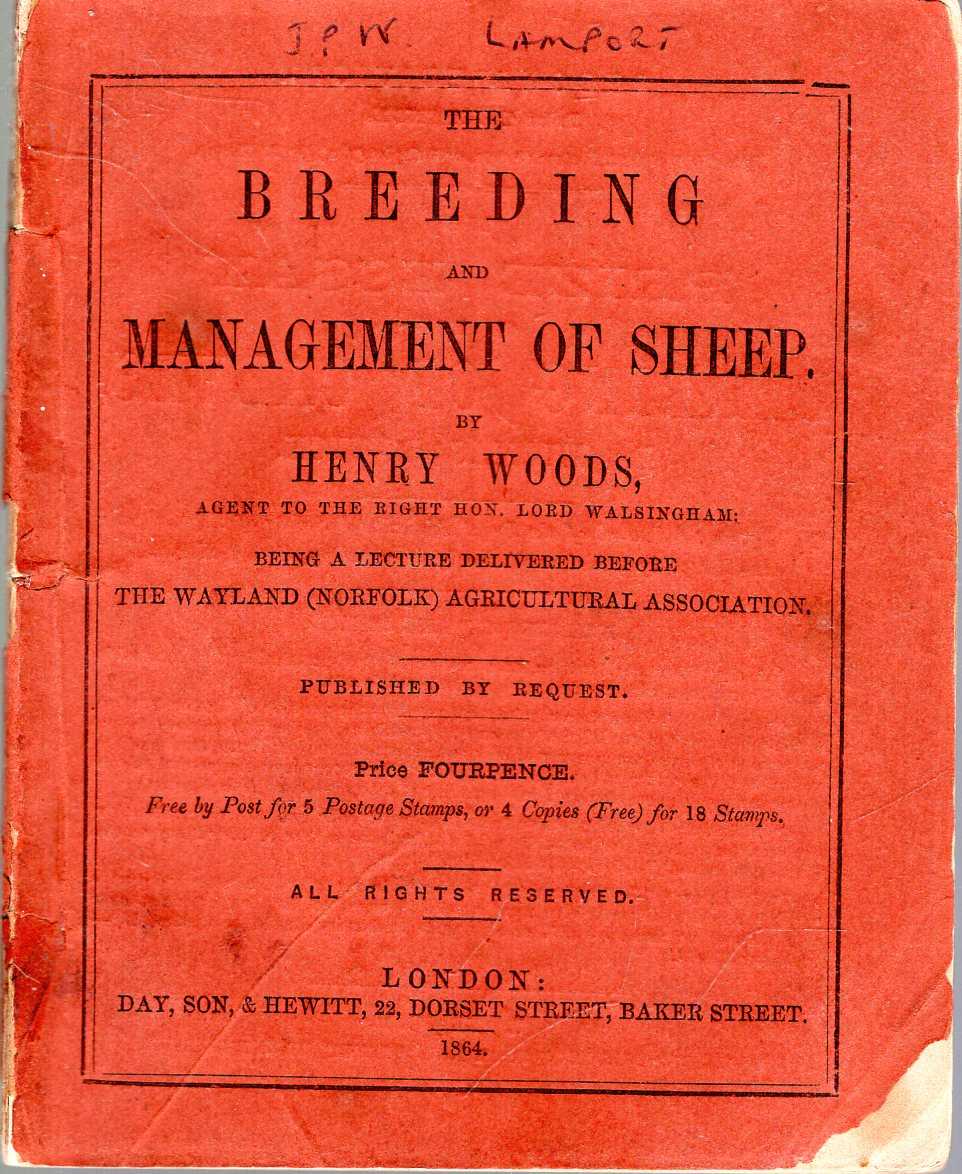 J. P. W. LAMPORT
THE
BREEDING
AND
MANAGEMENT OF SHEEP.
BY
HENRY WOODS,
AGENT TO THE RIGHT HON. LORD WALSINGHAM:
BEING A LECTURE DELIVERED BEFORE
THE WAYLAND (NORFOLK) AGRICULTURAL ASSOCIATION.
PUBLISHED BY REQUEST.
Price FOURPENCE.
Free by Post for 5 Postage Stamps, or 4 Copies (Free) for 18 Stamps.
ALL RIGHTS RESERVED.
LONDON:
DAY, SON, & HEWITT, 22, DORSET STREET, BAKER STREET.
1864.